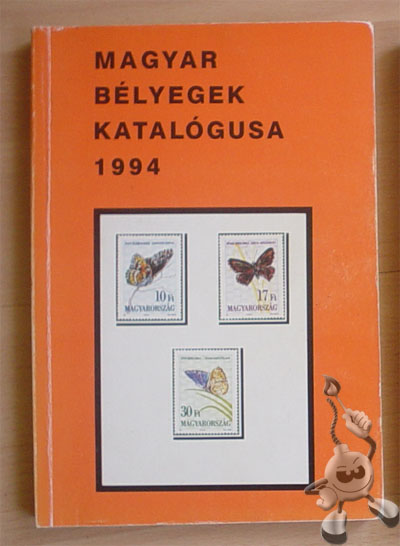 MAGYAR
BÉLYEGEK
KATALÓGUSA
1994
10 Ft
MAGYARORSZÁG
17 Ft
MAGYARORSZÁG
30 Ft
MAGYARORSZÁG